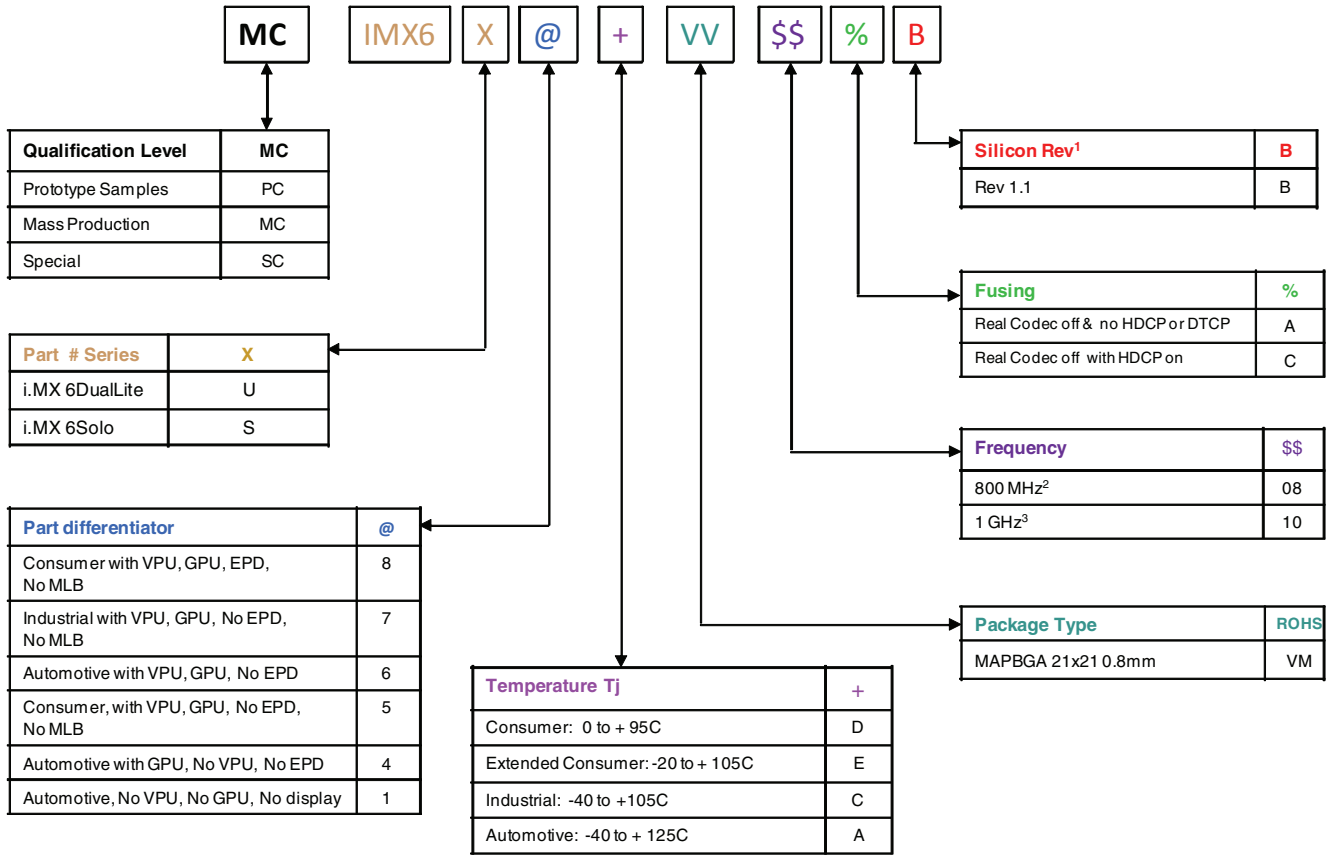 MC IMX6 X @ + VV $$ % B
Qualification Level MC
Prototype Samples PC
Mass Production MC
Special SC
Part # Series X
i.MX 6DualLite U
i.MX 6Solo S
Part differentiator @
Consumer with VPU, GPU, EPD, 8
No MLB
Industrial with VPU, GPU, No EPD, 7
No MLB
Automotive with VPU, GPU, No EPD 6
Consumer, with VPU, GPU, No EPD, 5
No MLB
Automotive with GPU, No VPU, No EPD 4
Automotive, No VPU, No GPU, No display 1
Temperature Tj +
Consumer: 0 to + 95C D
Extended Consumer: -20 to + 105C E
Industrial: -40 to +105C C
Automotive: -40 to + 125C A
Silicon Rev¹ B
Rev 1.1 B
Fusing %
Real Codec off & no HDCP or DTCP A
Real Codec off with HDCP on C
Frequency $$
800 MHz² 08
1 GHz³ 10
Package Type ROHS
MAPBGA 21x21 0.8mm VM